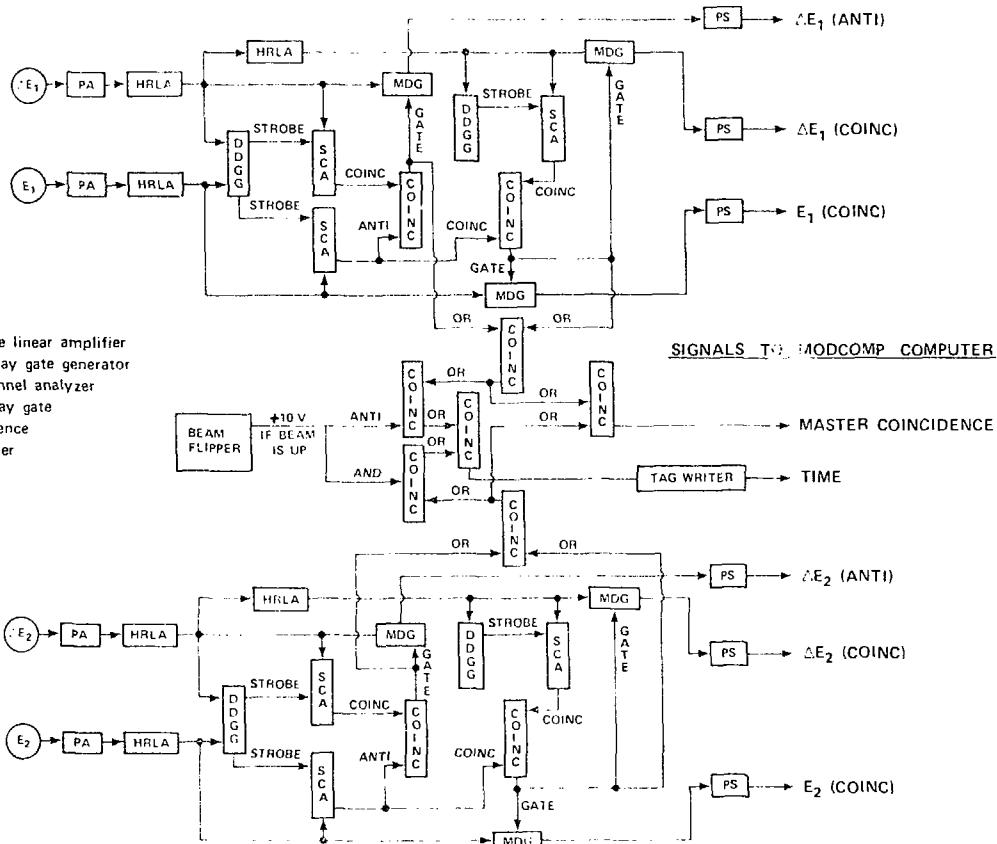 PS ΔE1 (ANTI)
HRLA MDG
ΔE1 PA HRLA MDG
STROBE DDGG STROBE SCA GATE
GATE
PS ΔE1 (COINC)
DDGG SCA COINC COINC
E1 PA HRLA
STROBE SCA ANTI COINC COINC
PS E1 (COINC)
GATE
MDG
OR OR
COINC
e linear amplifier
ay gate generator
nnel analyzer
ay gate
ence
er
SIGNALS TO MODCOMP COMPUTER
COINC OR OR COINC
BEAM FLIPPER
+10 V
IF BEAM IS UP
ANTI OR COINC OR
MASTER COINCIDENCE
OR
AND COINC
TAG WRITER TIME
OR
COINC
OR OR
PS ΔE2 (ANTI)
HRLA MDG
E2 PA HRLA MDG
STROBE DDGG SCA GATE
GATE
PS ΔE2 (COINC)
DDGG STROBE SCA COINC COINC
COINC
E2 PA HRLA
STROBE SCA ANTI COINC COINC
PS E2 (COINC)
GATE
MDG